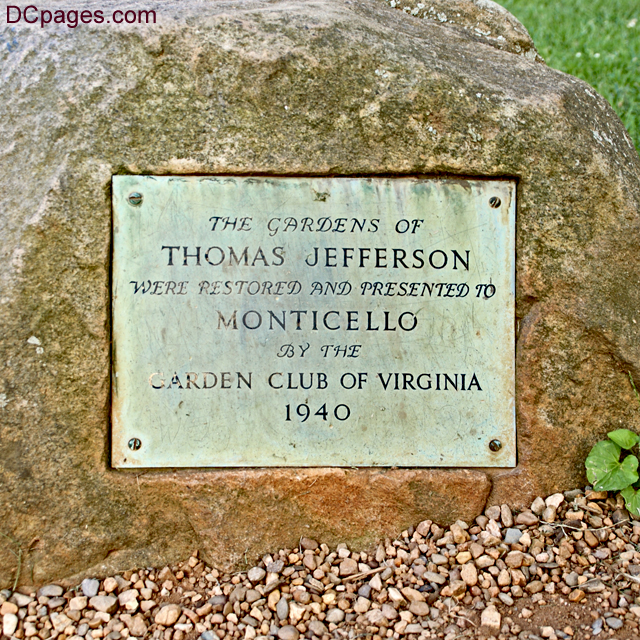 DCpages.com
THE GARDENS OF
THOMAS JEFFERSON
WERE RESTORED AND PRESENTED TO
MONTICELLO
BY THE
GARDEN CLUB OF VIRGINIA
1940